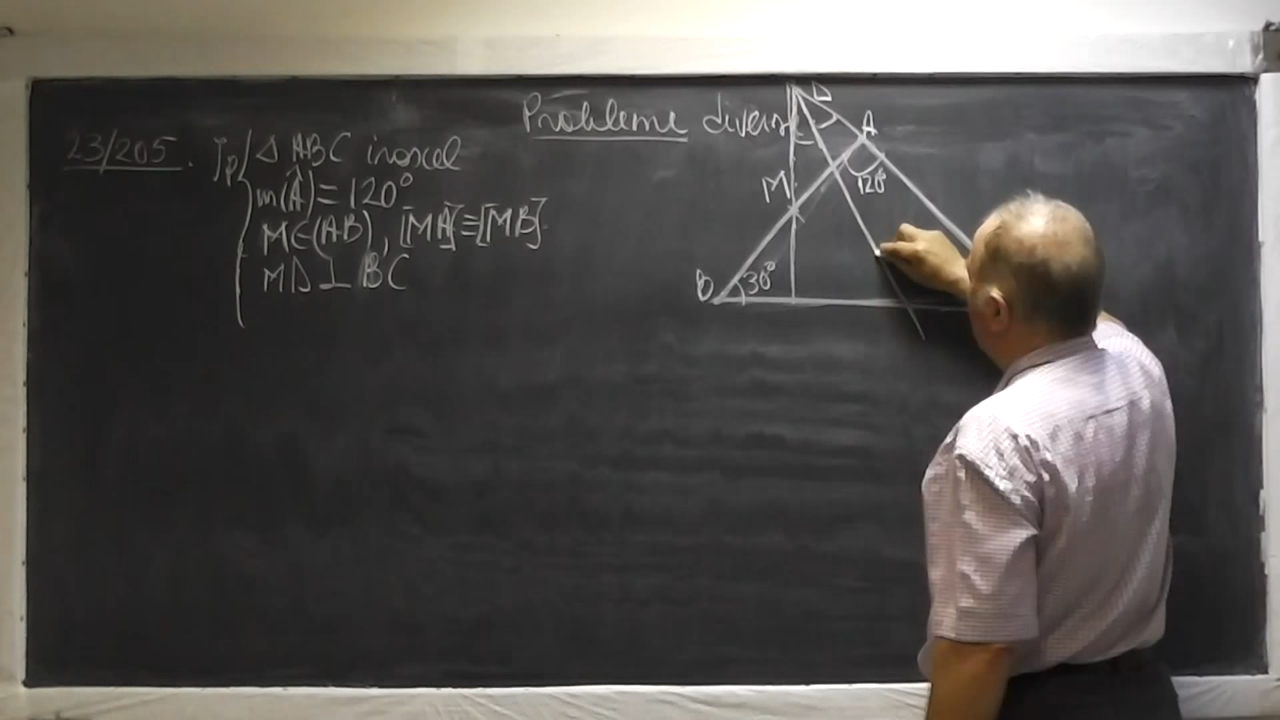 Probleme diverse
23/205. Ip Δ ABC isoscel
m(Â)=120°
M∈(AB), [MA]≡[MB].
MD⊥BC
D
A
120°
M
B 30°